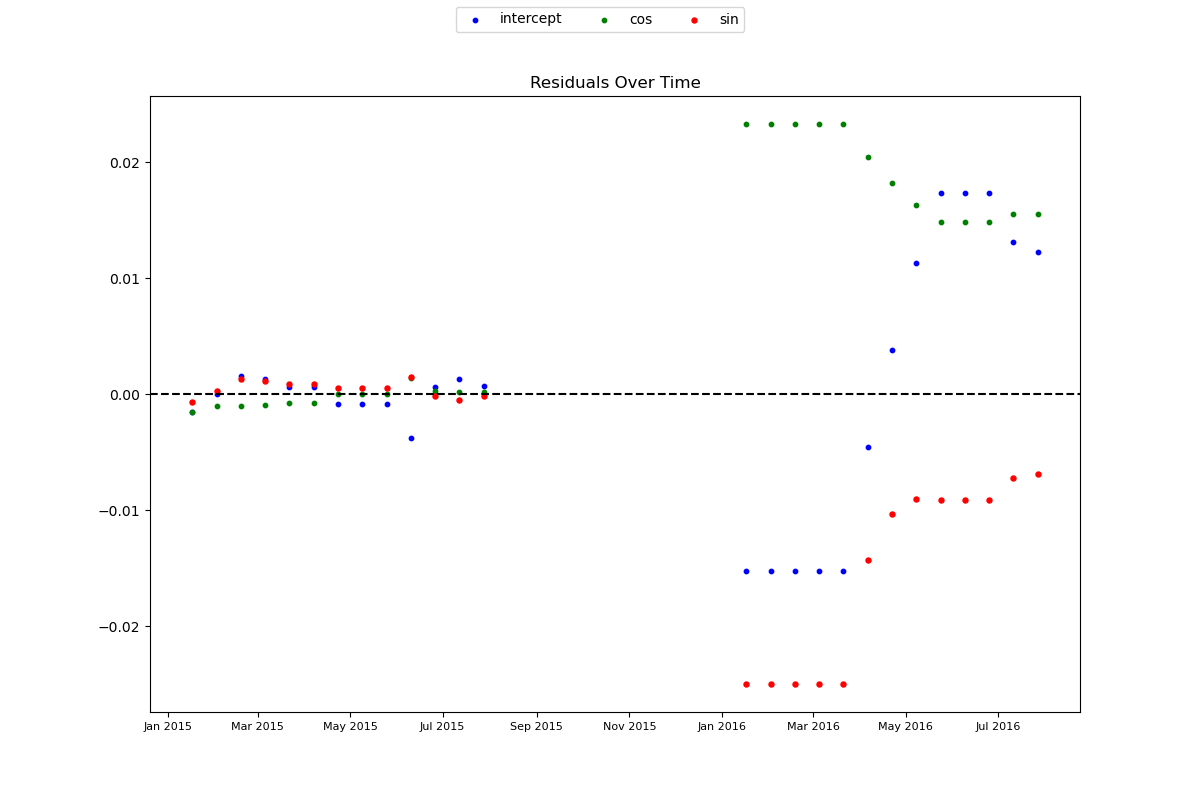 intercept cos sin
Residuals Over Time
0.02
0.01
0.00
−0.01
−0.02
Jan 2015 Mar 2015 May 2015 Jul 2015 Sep 2015 Nov 2015 Jan 2016 Mar 2016 May 2016 Jul 2016